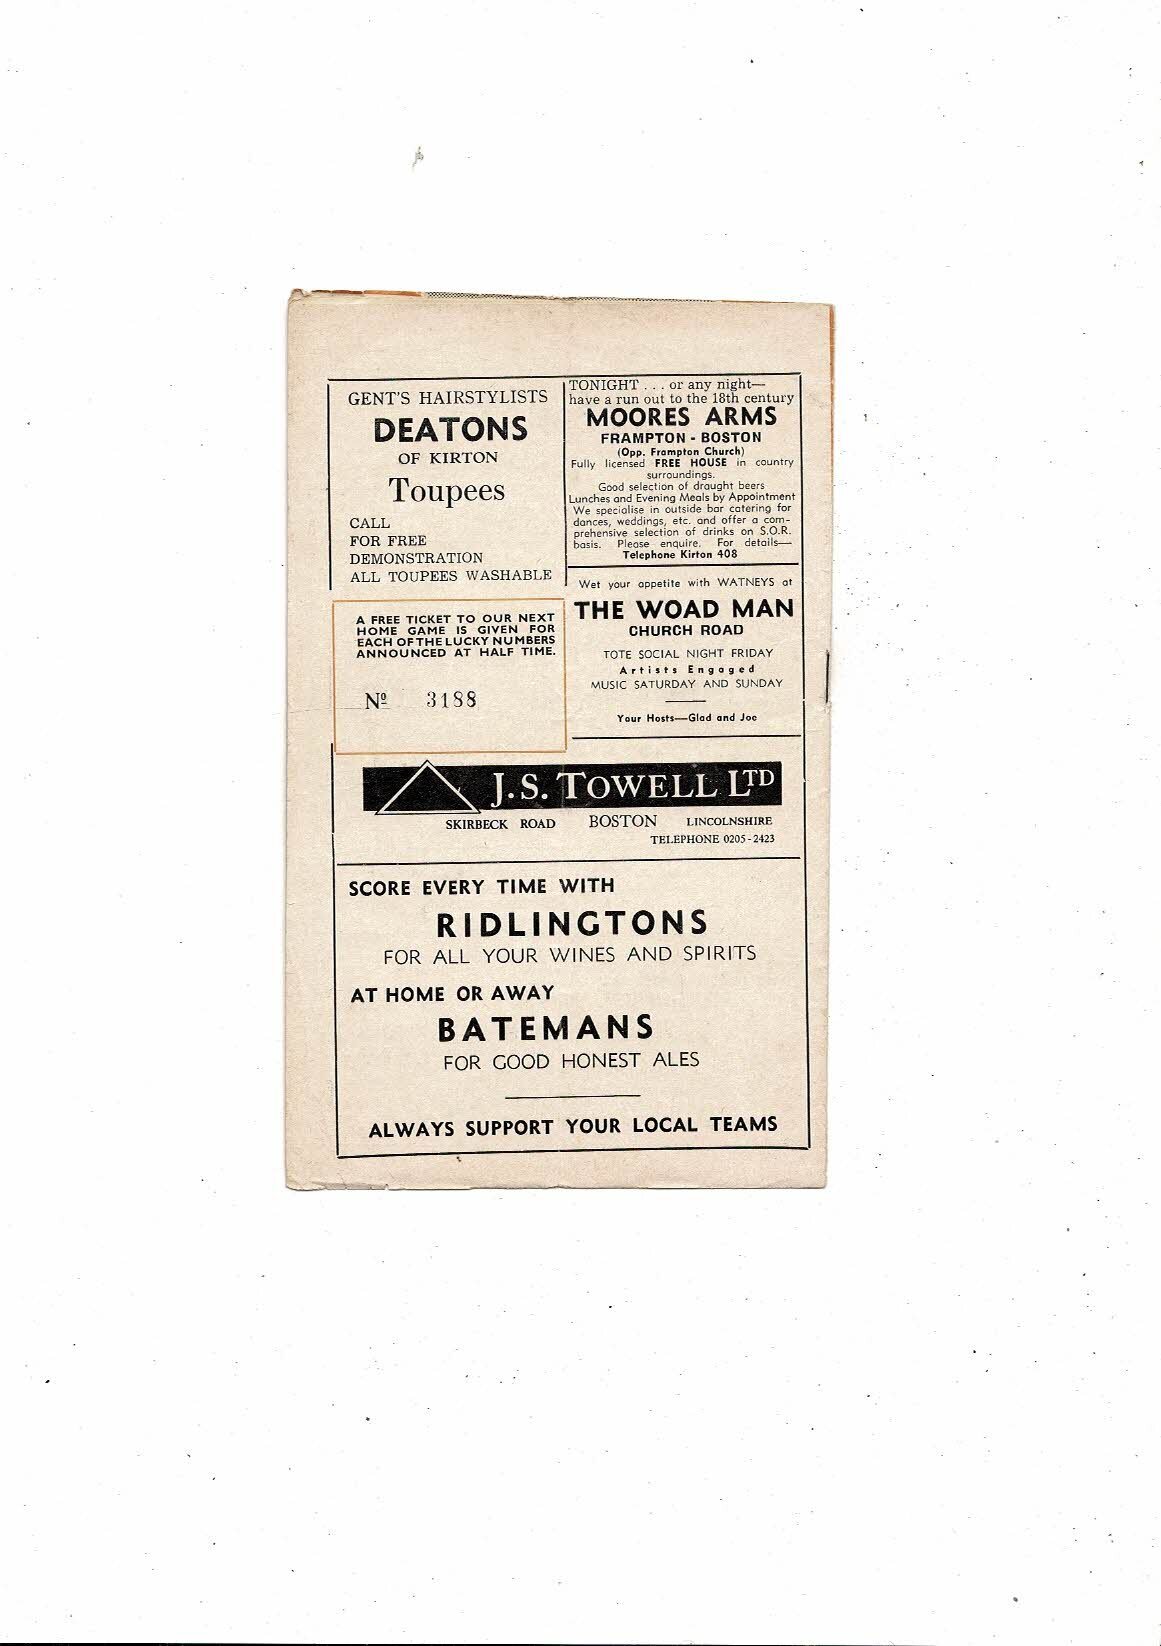 GENT'S HAIRSTYLISTS
DEATONS
OF KIRTON
Toupees
CALL
FOR FREE
DEMONSTRATION
ALL TOUPEES WASHABLE
TONIGHT . . . or any night—
have a run out to the 18th century
MOORES ARMS
FRAMPTON - BOSTON
(Opp. Frampton Church)
Fully licensed FREE HOUSE in country
surroundings.
Good selection of draught beers
Lunches and Evening Meals by Appointment
We specialise in outside bar catering for
dances, weddings, etc. and offer a com-
prehensive selection of drinks on S.O.R.
basis. Please enquire. For details—
Telephone Kirton 408
A FREE TICKET TO OUR NEXT
HOME GAME IS GIVEN FOR
EACH OF THE LUCKY NUMBERS
ANNOUNCED AT HALF TIME.
Nº 3188
Wet your appetite with WATNEYS at
THE WOAD MAN
CHURCH ROAD
TOTE SOCIAL NIGHT FRIDAY
Artists Engaged
MUSIC SATURDAY AND SUNDAY
Your Hosts—Glad and Joe
J.S. TOWELL LTD
SKIRBECK ROAD BOSTON LINCOLNSHIRE
TELEPHONE 0205-2423
SCORE EVERY TIME WITH
RIDLINGTONS
FOR ALL YOUR WINES AND SPIRITS
AT HOME OR AWAY
BATEMANS
FOR GOOD HONEST ALES
ALWAYS SUPPORT YOUR LOCAL TEAMS